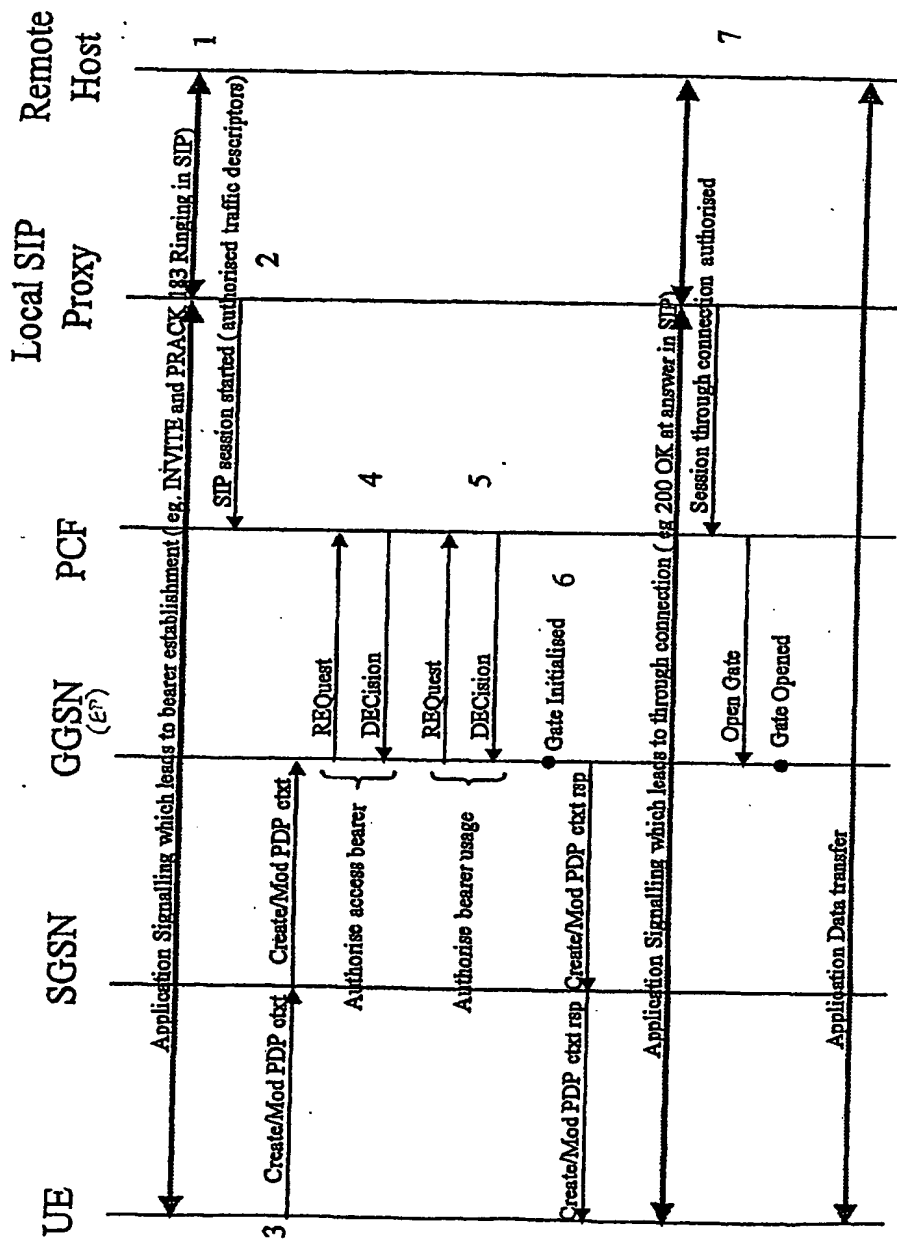 UE
SGSN
GGSN
(EP)
PCF
Local SIP
Proxy
Remote
Host
Application Signalling which leads to bearer establishment ( eg. INVITE and PRACK, 183 Ringing in SIP)
1
SIP session started ( authorised traffic descriptors)
2
3
Create/Mod PDP ctxt
Create/Mod PDP ctxt
REQuest
DECision
4
Authorise access bearer
REQuest
DECision
5
Authorise bearer usage
Gate Initialised
6
Create/Mod PDP ctxt rsp
Create/Mod PDP ctxt rsp
Application Signalling which leads to through connection ( eg 200 OK at answer in SIP)
7
Session through connection authorised
Open Gate
Gate Opened
Application Data transfer